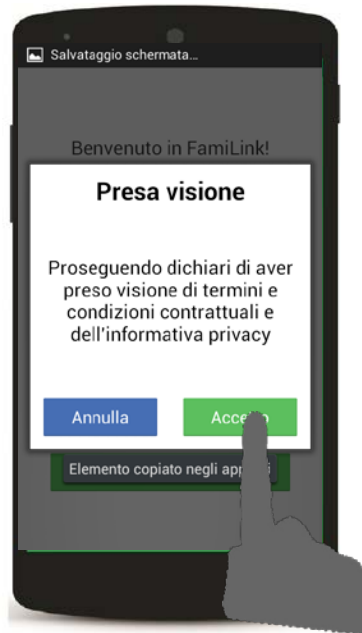 Salvataggio schermata...
Benvenuto in FamiLink!
Presa visione
Proseguendo dichiari di aver
preso visione di termini e
condizioni contrattuali e
dell'informativa privacy
Annulla
Elemento copiato negli